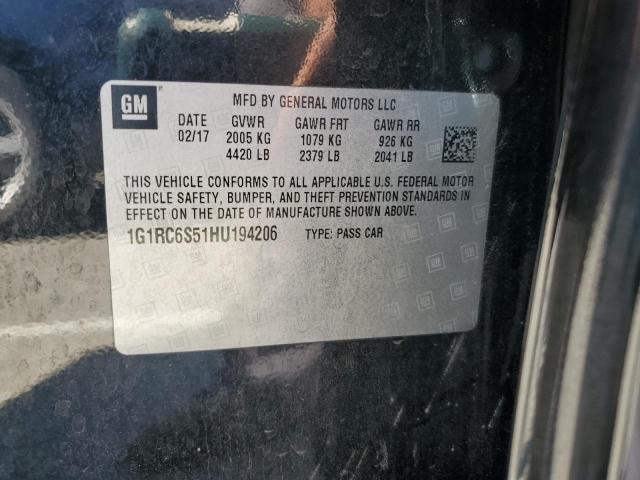 GM
MFD BY GENERAL MOTORS LLC
DATE GVWR GAWR FRT GAWR RR
02/17 2005 KG 1079 KG 926 KG
4420 LB 2379 LB 2041 LB
THIS VEHICLE CONFORMS TO ALL APPLICABLE U.S. FEDERAL MOTOR
VEHICLE SAFETY, BUMPER, AND THEFT PREVENTION STANDARDS IN
EFFECT ON THE DATE OF MANUFACTURE SHOWN ABOVE.
1G1RC6S51HU194206 TYPE: PASS CAR